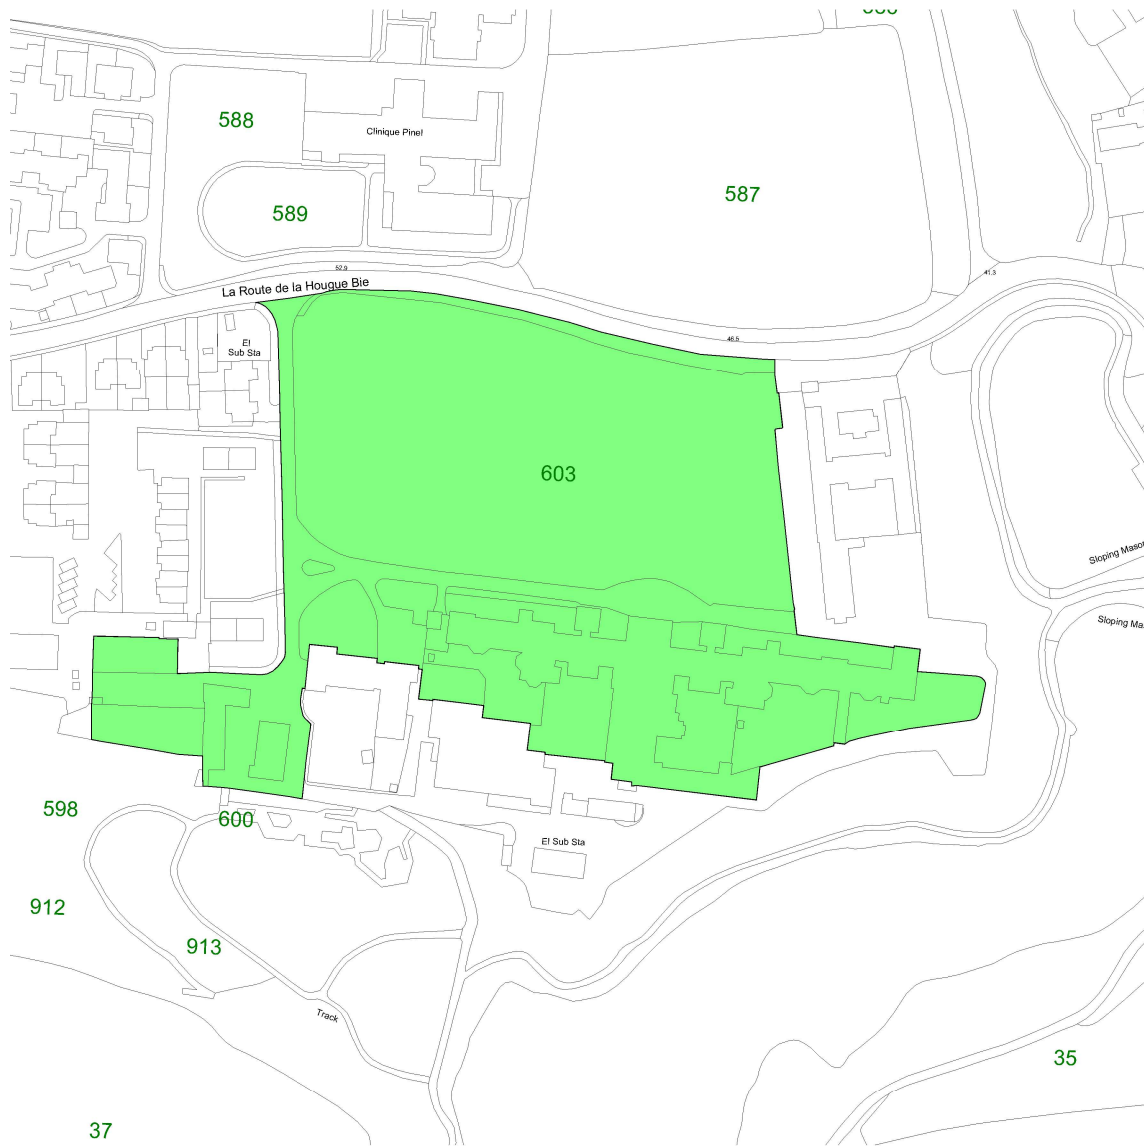 588
Clinique Pinel
587
589
52.9
41.3
La Route de la Hougue Bie
El
Sub Sta
46.5
603
Sloping Mason
Sloping Ma
598
600
El Sub Sta
912
913
Track
35
37